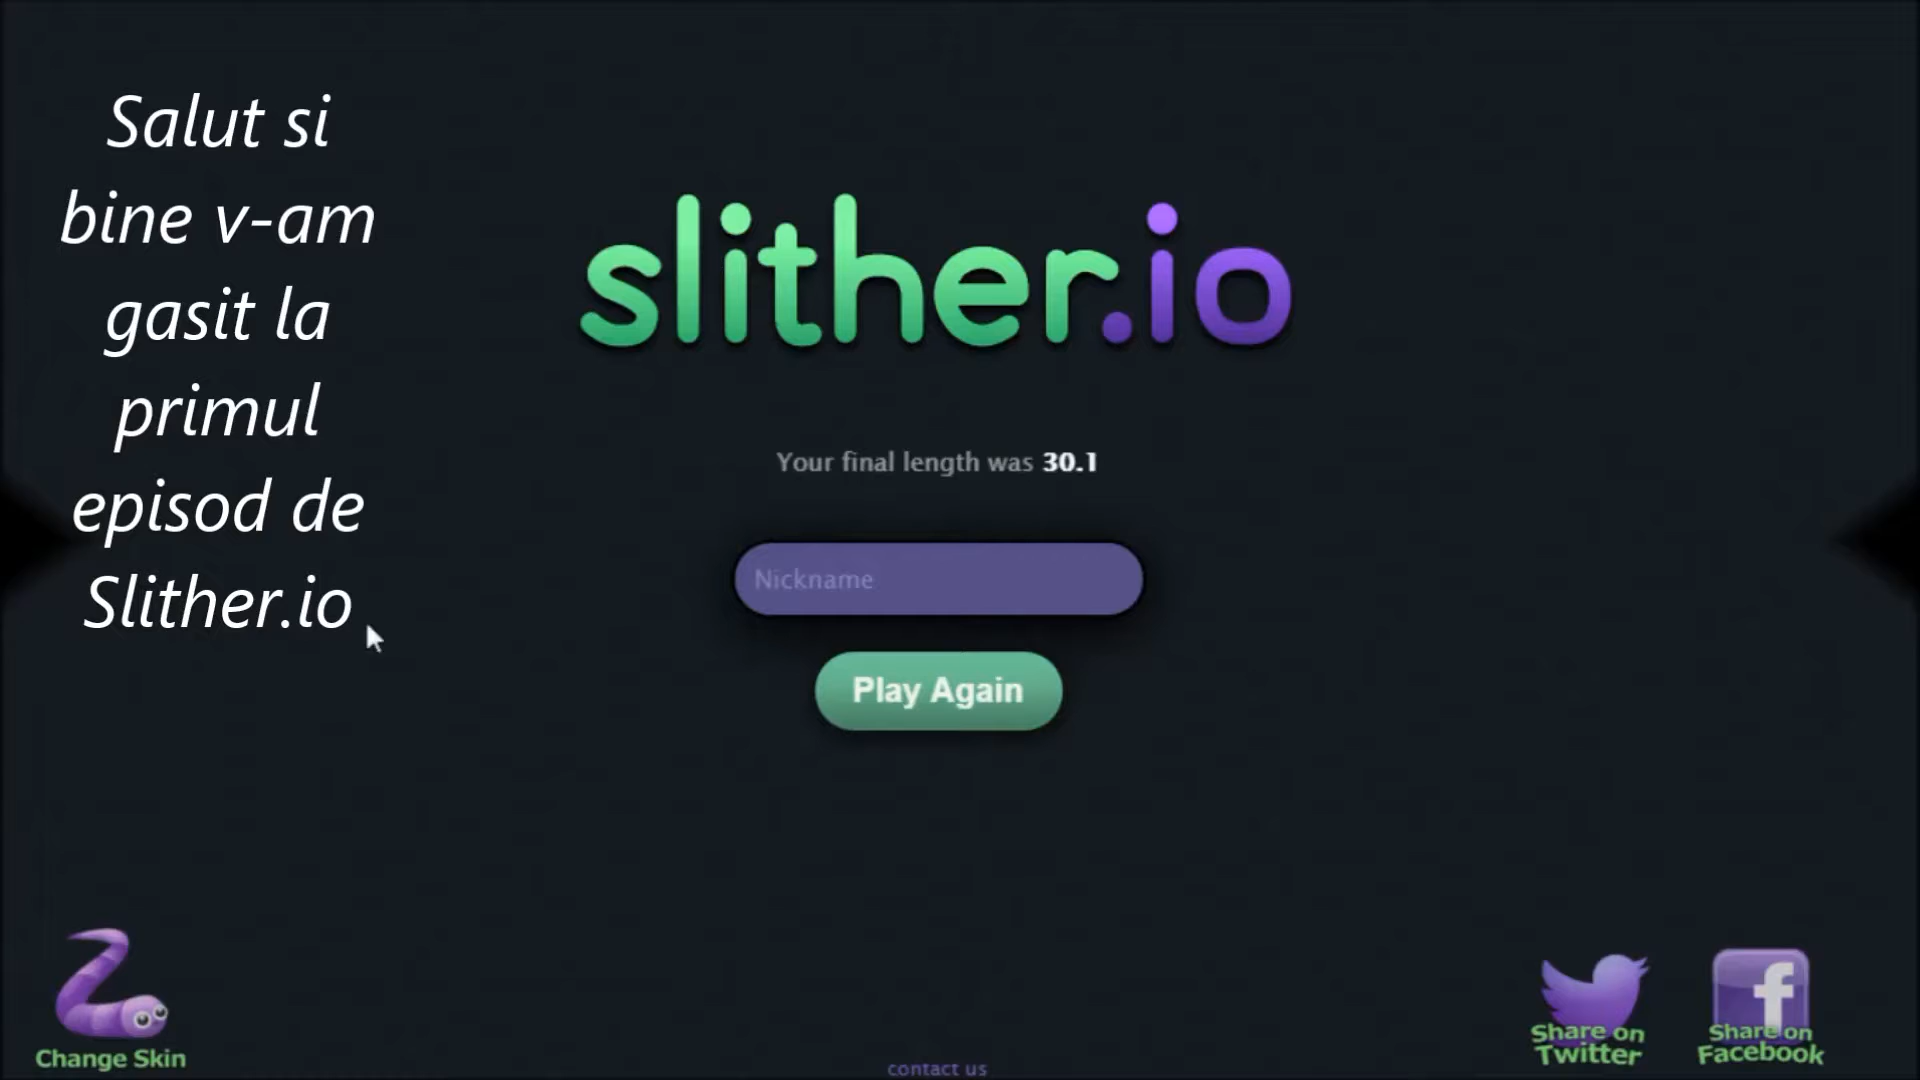 Salut si
bine v-am
gasit la
primul
episod de
Slither.io
slither.io
Your final length was 30.1
Nickname
Play Again
Change Skin
contact us
Share on
Twitter
Share on
Facebook